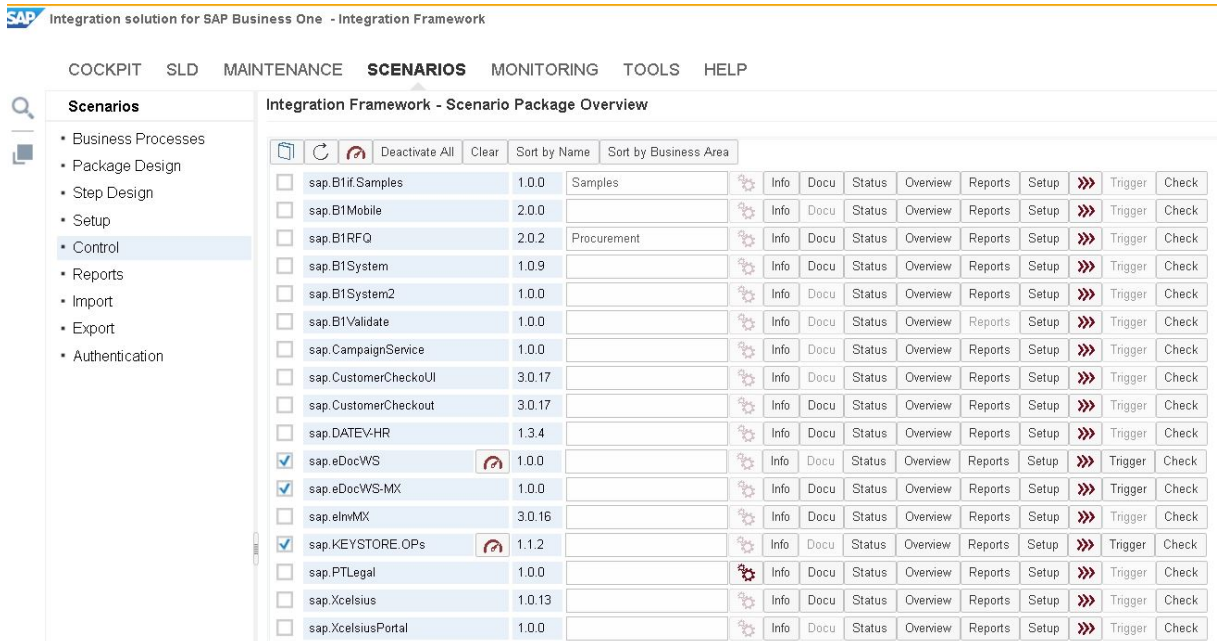 SAP Integration solution for SAP Business One - Integration Framework
COCKPIT SLD MAINTENANCE SCENARIOS MONITORING TOOLS HELP
Scenarios
• Business Processes
• Package Design
• Step Design
• Setup
• Control
• Reports
• Import
• Export
• Authentication
Integration Framework - Scenario Package Overview
Deactivate All Clear Sort by Name Sort by Business Area
sap.B1if.Samples 1.0.0 Samples Info Docu Status Overview Reports Setup Trigger Check
sap.B1Mobile 2.0.0 Info Docu Status Overview Reports Setup Trigger Check
sap.B1RFQ 2.0.2 Procurement Info Docu Status Overview Reports Setup Trigger Check
sap.B1System 1.0.9 Info Docu Status Overview Reports Setup Trigger Check
sap.B1System2 1.0.0 Info Docu Status Overview Reports Setup Trigger Check
sap.B1Validate 1.0.0 Info Docu Status Overview Reports Setup Trigger Check
sap.CampaignService 1.0.0 Info Docu Status Overview Reports Setup Trigger Check
sap.CustomerCheckoUI 3.0.17 Info Docu Status Overview Reports Setup Trigger Check
sap.CustomerCheckout 3.0.17 Info Docu Status Overview Reports Setup Trigger Check
sap.DATEV-HR 1.3.4 Info Docu Status Overview Reports Setup Trigger Check
sap.eDocWS 1.0.0 Info Docu Status Overview Reports Setup Trigger Check
sap.eDocWS-MX 1.0.0 Info Docu Status Overview Reports Setup Trigger Check
sap.eInvMX 3.0.16 Info Docu Status Overview Reports Setup Trigger Check
sap.KEYSTORE.OPs 1.1.2 Info Docu Status Overview Reports Setup Trigger Check
sap.PTLegal 1.0.0 Info Docu Status Overview Reports Setup Trigger Check
sap.Xcelsius 1.0.13 Info Docu Status Overview Reports Setup Trigger Check
sap.XcelsiusPortal 1.0.0 Info Docu Status Overview Reports Setup Trigger Check